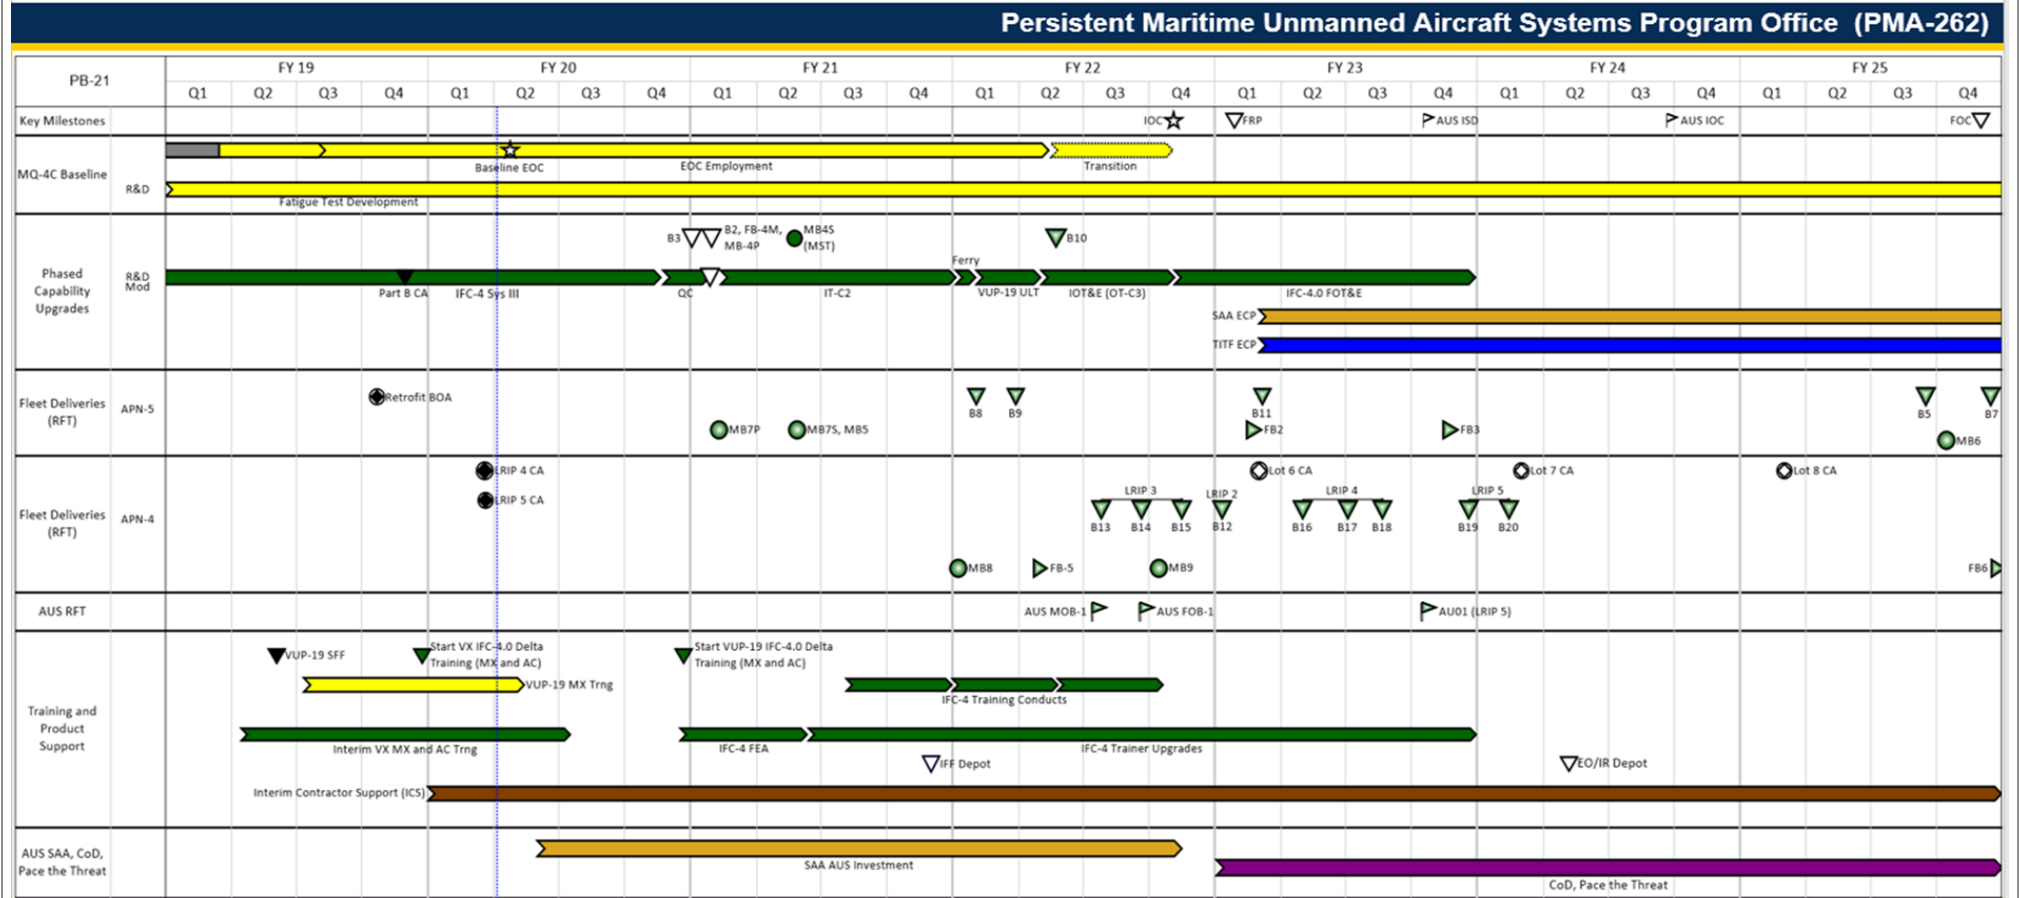 Persistent Maritime Unmanned Aircraft Systems Program Office (PMA-262)
PB-21
FY 19 FY 20 FY 21 FY 22 FY 23 FY 24 FY 25
Q1 Q2 Q3 Q4 Q1 Q2 Q3 Q4 Q1 Q2 Q3 Q4 Q1 Q2 Q3 Q4 Q1 Q2 Q3 Q4 Q1 Q2 Q3 Q4 Q1 Q2 Q3 Q4
Key Milestones
IOC FRP AUS ISD AUS IOC FOC
MQ-4C Baseline
Baseline EOC EOC Employment Transition
R&D
Fatigue Test Development
Phased
Capability
Upgrades
R&D
Mod
B3 B2, FB-4M,
MB-4P
MB4S
(MST)
B10
Ferry
Part B CA IFC-4 Sys III QC IT-C2 VUP-19 ULT IOT&E (OT-C3) IFC-4.0 FOT&E
SAA ECP
TITF ECP
Fleet Deliveries
(RFT)
APN-5
Retrofit BOA
B8 B9 B11 B5 B7
MB7P MB7S, MB5 FB2 FB3
MB6
Fleet Deliveries
(RFT)
APN-4
LRIP 4 CA Lot 6 CA Lot 7 CA Lot 8 CA
LRIP 5 CA LRIP 3 LRIP 2 LRIP 4 LRIP 5
B13 B14 B15 B12 B16 B17 B18 B19 B20
MB8 FB-5 MB9 FB6
AUS RFT
AUS MOB-1 AUS FOB-1 AU01 (LRIP 5)
Training and
Product
Support
VUP-19 SFF
Start VX IFC-4.0 Delta
Training (MX and AC)
Start VUP-19 IFC-4.0 Delta
Training (MX and AC)
VUP-19 MX Trng
IFC-4 Training Conducts
Interim VX MX and AC Trng IFC-4 FEA IFC-4 Trainer Upgrades
IFF Depot EO/IR Depot
Interim Contractor Support (ICS)
AUS SAA, CoD,
Pace the Threat
SAA AUS Investment
CoD, Pace the Threat